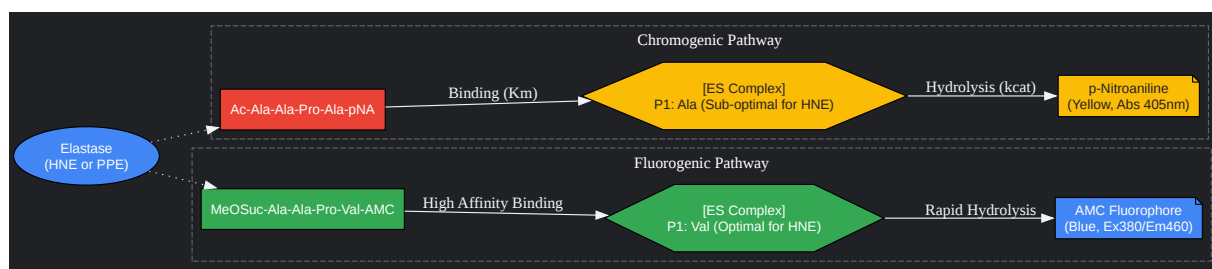 Chromogenic Pathway
Ac-Ala-Ala-Pro-Ala-pNA
Binding (Km)
[ES Complex]
P1: Ala (Sub-optimal for HNE)
Hydrolysis (kcat)
p-Nitroaniline
(Yellow, Abs 405nm)
Elastase
(HNE or PPE)
Fluorogenic Pathway
MeOSuc-Ala-Ala-Pro-Val-AMC
High Affinity Binding
[ES Complex]
P1: Val (Optimal for HNE)
Rapid Hydrolysis
AMC Fluorophore
(Blue, Ex380/Em460)